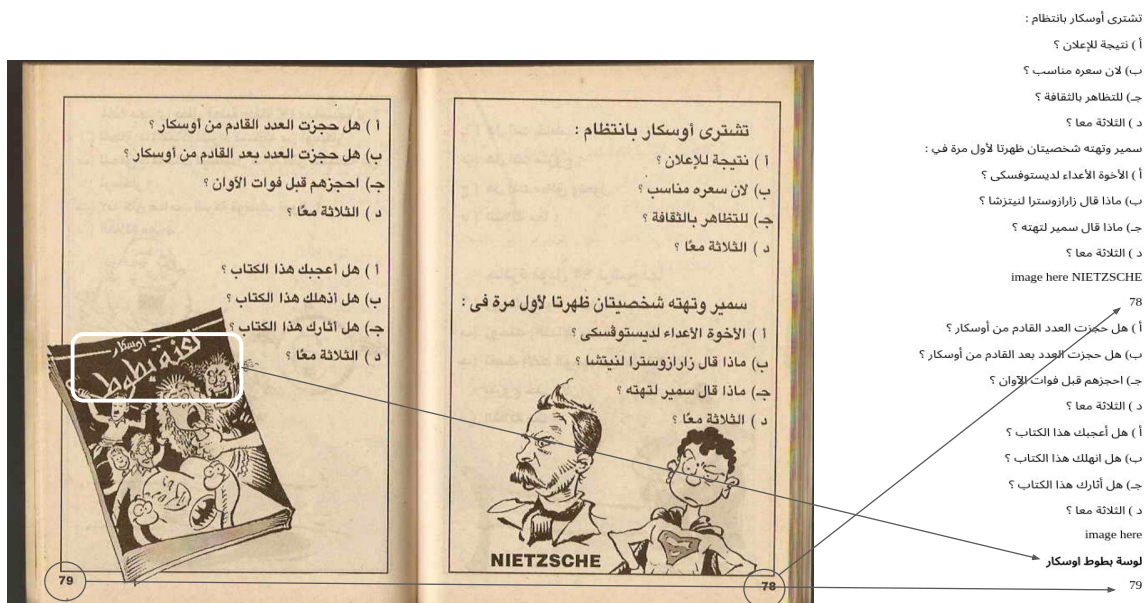 تشترى أوسكار بانتظام :
أ ) نتيجة للإعلان ؟
ب) لان سعره مناسب ؟
جـ) للتظاهر بالثقافة ؟
د ) الثلاثة معًا ؟
سمير وتهته شخصيتان ظهرتا لأول مرة فى :
أ ) الأخوة الأعداء لديستوڤسكى ؟
ب) ماذا قال زارازوسترا لنيتشا ؟
جـ) ماذا قال سمير لتهته ؟
د ) الثلاثة معًا ؟
NIETZSCHE
78
أ ) هل حجزت العدد القادم من أوسكار ؟
ب) هل حجزت العدد بعد القادم من أوسكار ؟
جـ) احجزهم قبل فوات الآوان ؟
د ) الثلاثة معًا ؟
أ ) هل أعجبك هذا الكتاب ؟
ب) هل اذهلك هذا الكتاب ؟
جـ) هل أثارك هذا الكتاب ؟
د ) الثلاثة معًا ؟
أوسكار
لعنة بطوط
79
تشترى أوسكار بانتظام :
أ ) نتيجة للإعلان ؟
ب) لان سعره مناسب ؟
جـ) للتظاهر بالثقافة ؟
د ) الثلاثة معا ؟
سمير وتهته شخصيتان ظهرتا لأول مرة في :
أ ) الأخوة الأعداء لديستوفسكى ؟
ب) ماذا قال زارازوسترا لنيتزشا ؟
جـ) ماذا قال سمير لتهته ؟
د ) الثلاثة معا ؟
image here NIETZSCHE
78
أ ) هل حجزت العدد القادم من أوسكار ؟
ب) هل حجزت العدد بعد القادم من أوسكار ؟
جـ) احجزهم قبل فوات الآوان ؟
د ) الثلاثة معا ؟
أ ) هل أعجبك هذا الكتاب ؟
ب) هل انهلك هذا الكتاب ؟
جـ) هل أثارك هذا الكتاب ؟
د ) الثلاثة معا ؟
image here
لوسة بطوط اوسكار
79